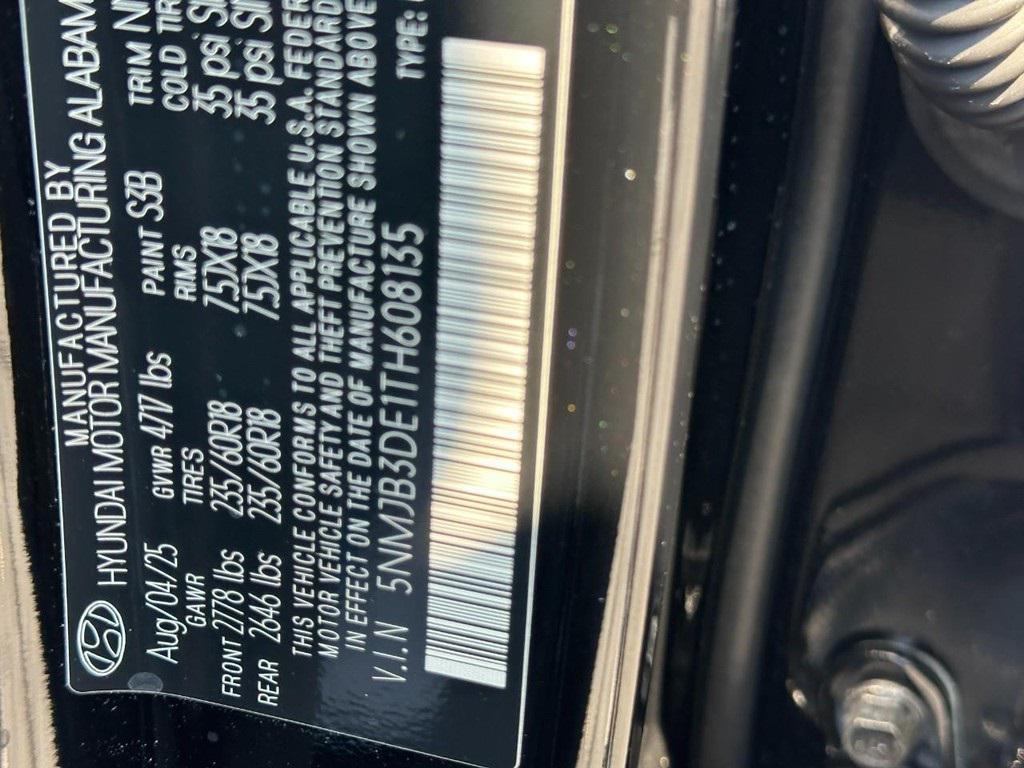 MANUFACTURED BY
HYUNDAI MOTOR MANUFACTURING ALABAM
Aug/04/25 GVWR 4717 lbs PAINT S3B TRIM NN
GAWR TIRES RIMS COLD TIR
FRONT 2778 lbs 235/60R18 7.5JX18 35 psi
REAR 2646 lbs 235/60R18 7.5JX18 35 psi
THIS VEHICLE CONFORMS TO ALL APPLICABLE U.S.A. FEDER
MOTOR VEHICLE SAFETY AND THEFT PREVENTION STANDARD
IN EFFECT ON THE DATE OF MANUFACTURE SHOWN ABOVE
V.I.N 5NMJB3DE1TH608135 TYPE: